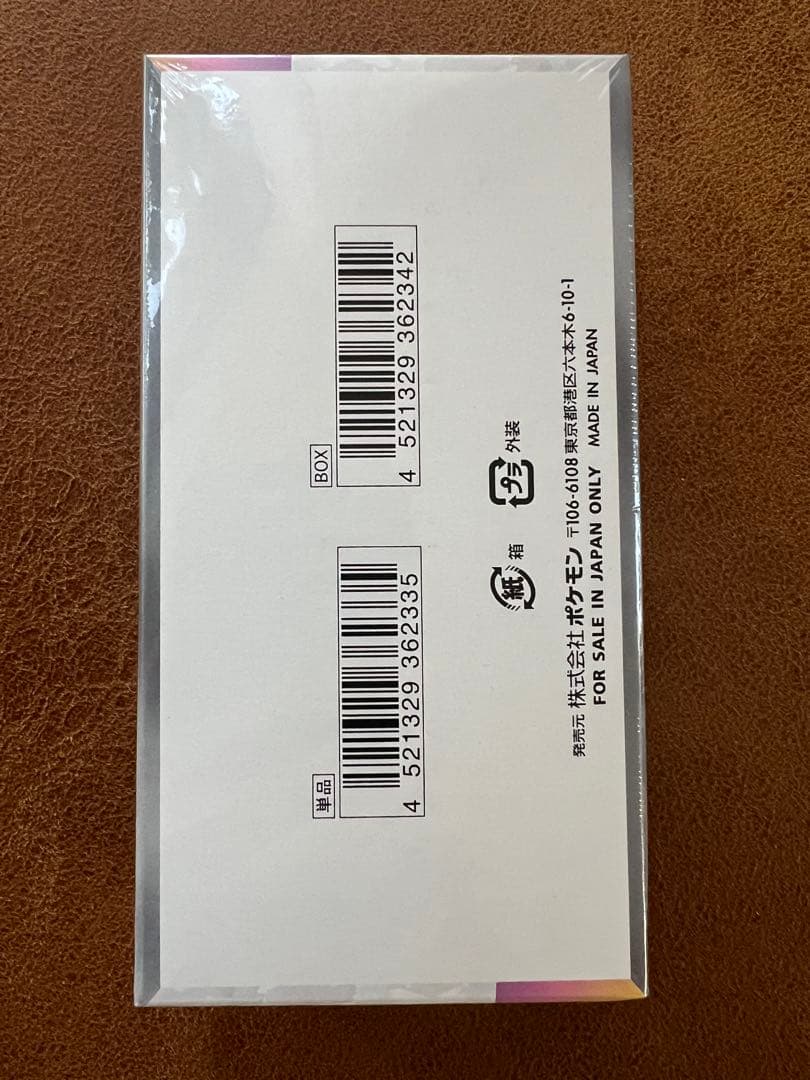 単品
4 521329 362335
BOX
4 521329 362342
紙 箱
プラ 外装
発売元 株式会社 ポケモン 〒106-6108 東京都港区六本木6-10-1
FOR SALE IN JAPAN ONLY MADE IN JAPAN